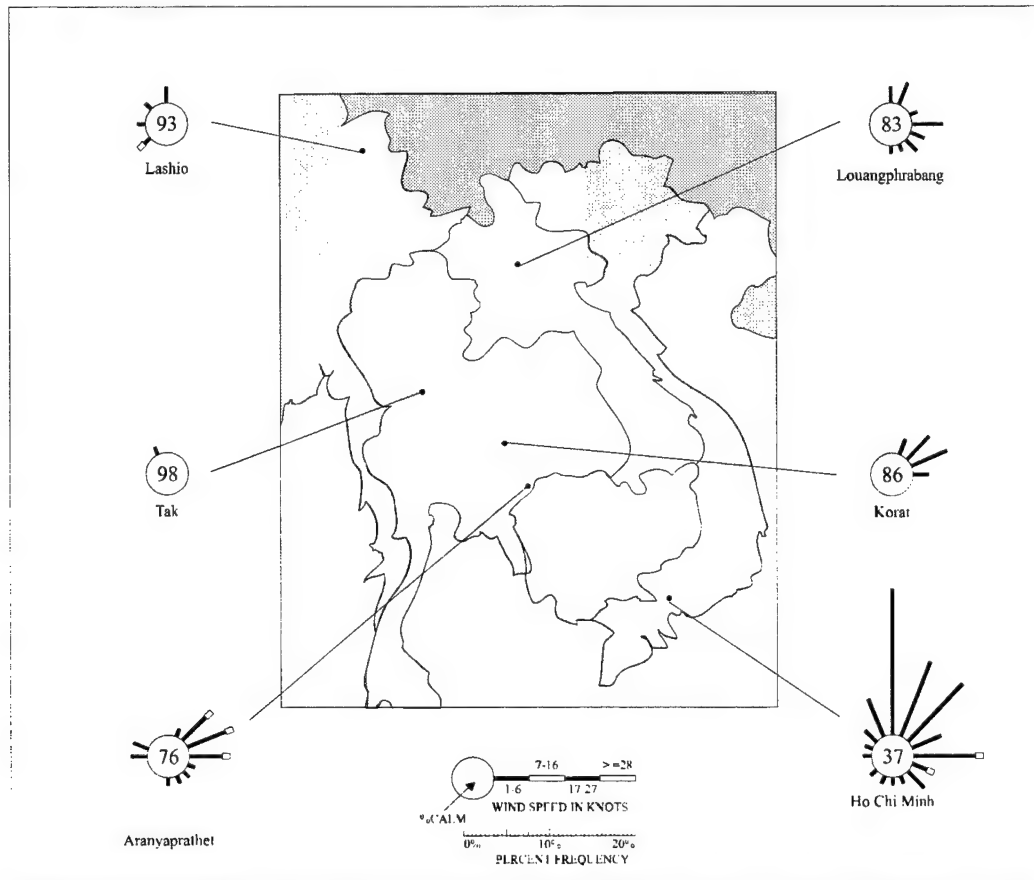 93
Lashio
83
Louangphrabang
98
Tak
86
Korat
76
Aranyaprathet
37
Ho Chi Minh
7-16
>=28
1-6
17-27
WIND SPEED IN KNOTS
%CALM
0%
10%
20%
PERCENT FREQUENCY